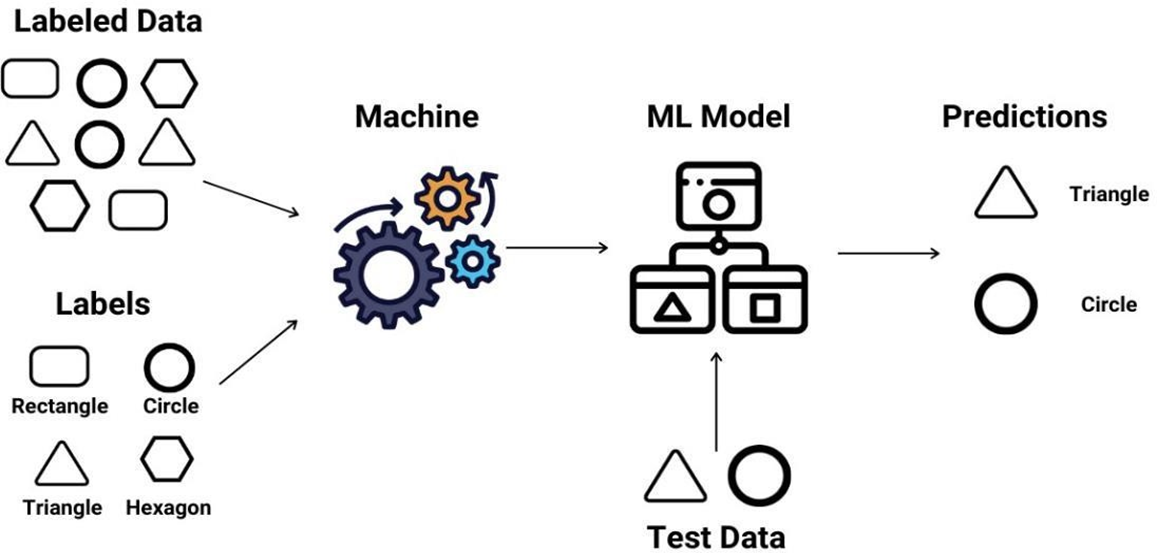 Labeled Data
Machine
ML Model
Predictions
Triangle
Circle
Labels
Rectangle
Circle
Triangle
Hexagon
Test Data